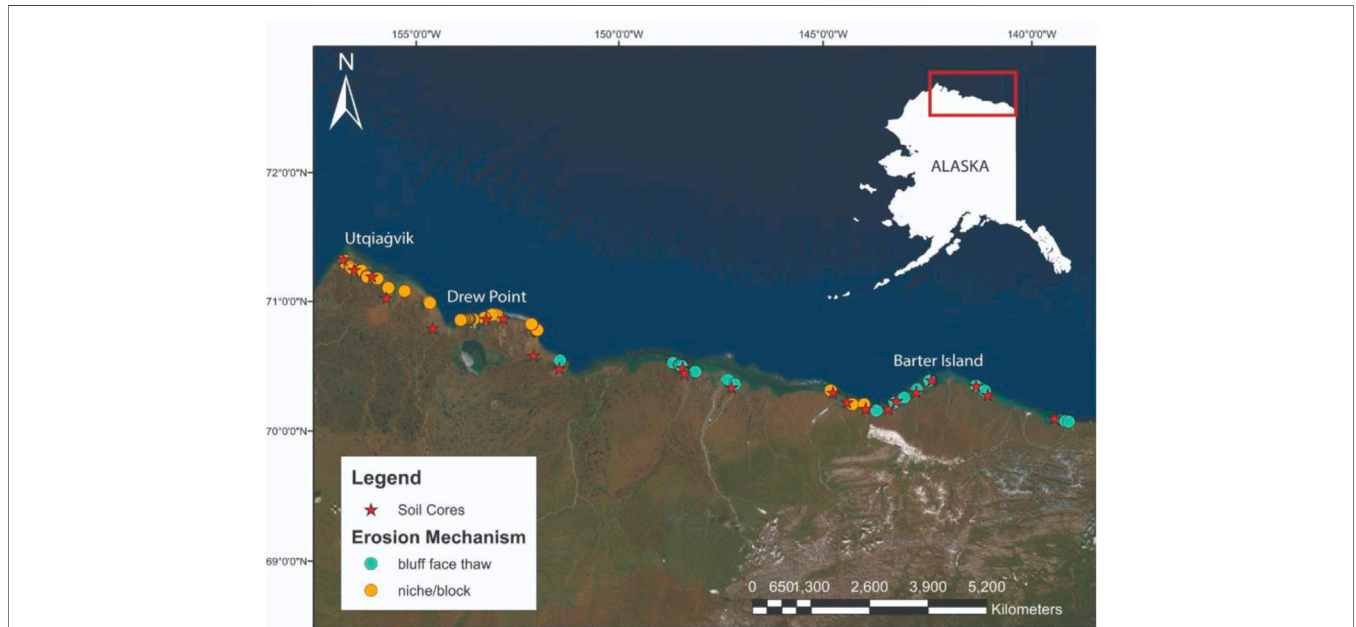 155°0'0"W 150°0'0"W 145°0'0"W 140°0'0"W
N
ALASKA
72°0'0"N
Utqiaġvik
71°0'0"N
Drew Point
Barter Island
70°0'0"N
Legend
Soil Cores
Erosion Mechanism
69°0'0"N
bluff face thaw
niche/block
0 6501,300 2,600 3,900 5,200
Kilometers